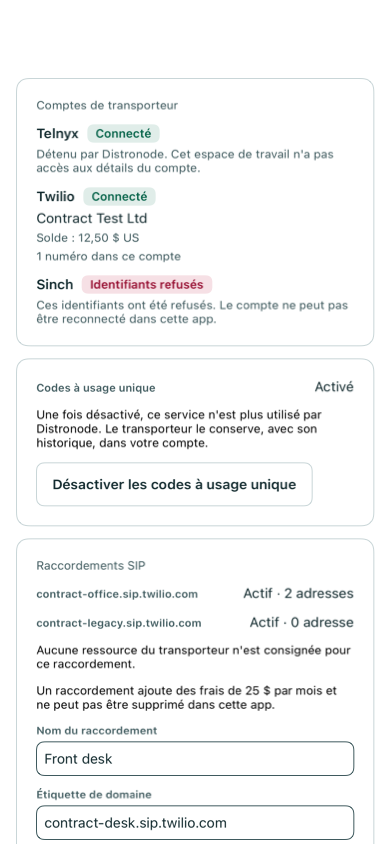 Comptes de transporteur
Telnyx Connecté
Détenu par Distronode. Cet espace de travail n'a pas
accès aux détails du compte.
Twilio Connecté
Contract Test Ltd
Solde : 12,50 $ US
1 numéro dans ce compte
Sinch Identifiants refusés
Ces identifiants ont été refusés. Le compte ne peut pas
être reconnecté dans cette app.
Codes à usage unique Activé
Une fois désactivé, ce service n'est plus utilisé par
Distronode. Le transporteur le conserve, avec son
historique, dans votre compte.
Désactiver les codes à usage unique
Raccordements SIP
contract-office.sip.twilio.com Actif · 2 adresses
contract-legacy.sip.twilio.com Actif · 0 adresse
Aucune ressource du transporteur n'est consignée pour
ce raccordement.
Un raccordement ajoute des frais de 25 $ par mois et
ne peut pas être supprimé dans cette app.
Nom du raccordement
Front desk
Étiquette de domaine
contract-desk.sip.twilio.com